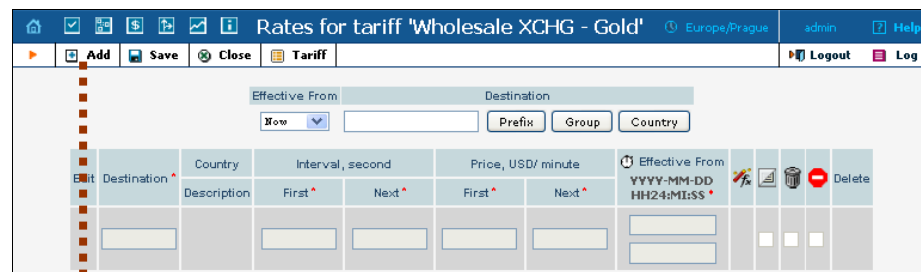 Rates for tariff 'Wholesale XCHG - Gold' Europe/Prague admin ? Help
Add Save Close Tariff Logout Log
Effective From Destination
Now Prefix Group Country
Edit Destination * Country Interval, second Price, USD/ minute Effective From YYYY-MM-DD HH24:MI:SS * Delete
Description First * Next * First * Next *